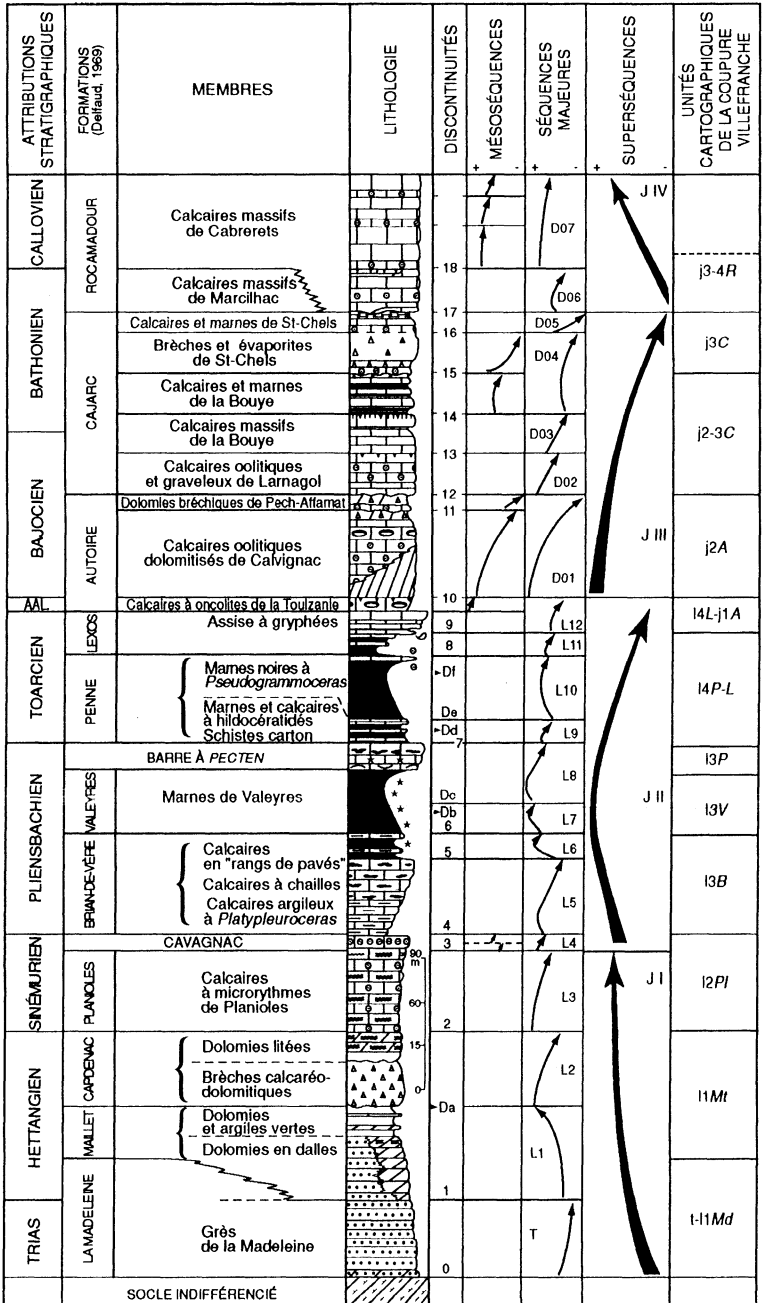 ATTRIBUTIONS
STRATIGRAPHIQUES
FORMATIONS
(Delfaud, 1969)
MEMBRES
LITHOLOGIE
DISCONTINUITÉS
MÉSOSÉQUENCES
+ -
SÉQUENCES
MAJEURES
+ -
SUPERSÉQUENCES
+ -
UNITÉS
CARTOGRAPHIQUES
DE LA COUPURE
VILLEFRANCHE
CALLOVIEN
BATHONIEN
BAJOCIEN
AAL.
TOARCIEN
PLIENSBACHIEN
SINÉMURIEN
HETTANGIEN
TRIAS
ROCAMADOUR
CAJARC
AUTOIRE
LEXOS
PENNE
VALEYRES
BRIAN-DE-VÈRE
PLANIOLES
CAPDENAC
MAILLET
LA MADELEINE
Calcaires massifs
de Cabrerets
Calcaires massifs
de Marcilhac
Calcaires et marnes de St-Chels
Brèches et évaporites
de St-Chels
Calcaires et marnes
de la Bouye
Calcaires massifs
de la Bouye
Calcaires oolitiques
et graveleux de Larnagol
Dolomies bréchiques de Pech-Affamat
Calcaires oolitiques
dolomitisés de Calvignac
Calcaires à oncolites de la Toulzanie
Assise à gryphées
Marnes noires à
Pseudogrammoceras
Marnes et calcaires
à hildocératidés
Schistes carton
BARRE À PECTEN
Marnes de Valeyres
Calcaires
en "rangs de pavés"
Calcaires à chailles
Calcaires argileux
à Platypleuroceras
CAVAGNAC
Calcaires
à microrythmes
de Planioles
Dolomies litées
Brèches calcaréo-
dolomitiques
Dolomies
et argiles vertes
Dolomies en dalles
Grès
de la Madeleine
SOCLE INDIFFÉRENCIÉ
90
m
60
15
0
18
17
16
15
14
13
12
11
10
9
8
Df
De
Dd
7
Dc
Db
6
5
4
3
2
Da
1
0
D07
D06
D05
D04
D03
D02
D01
L12
L11
L10
L9
L8
L7
L6
L5
L4
L3
L2
L1
T
J IV
J III
J II
J I
j3-4R
j3C
j2-3C
j2A
l4L-j1A
l4P-L
l3P
l3V
l3B
l2Pl
l1Mt
t-l1Md